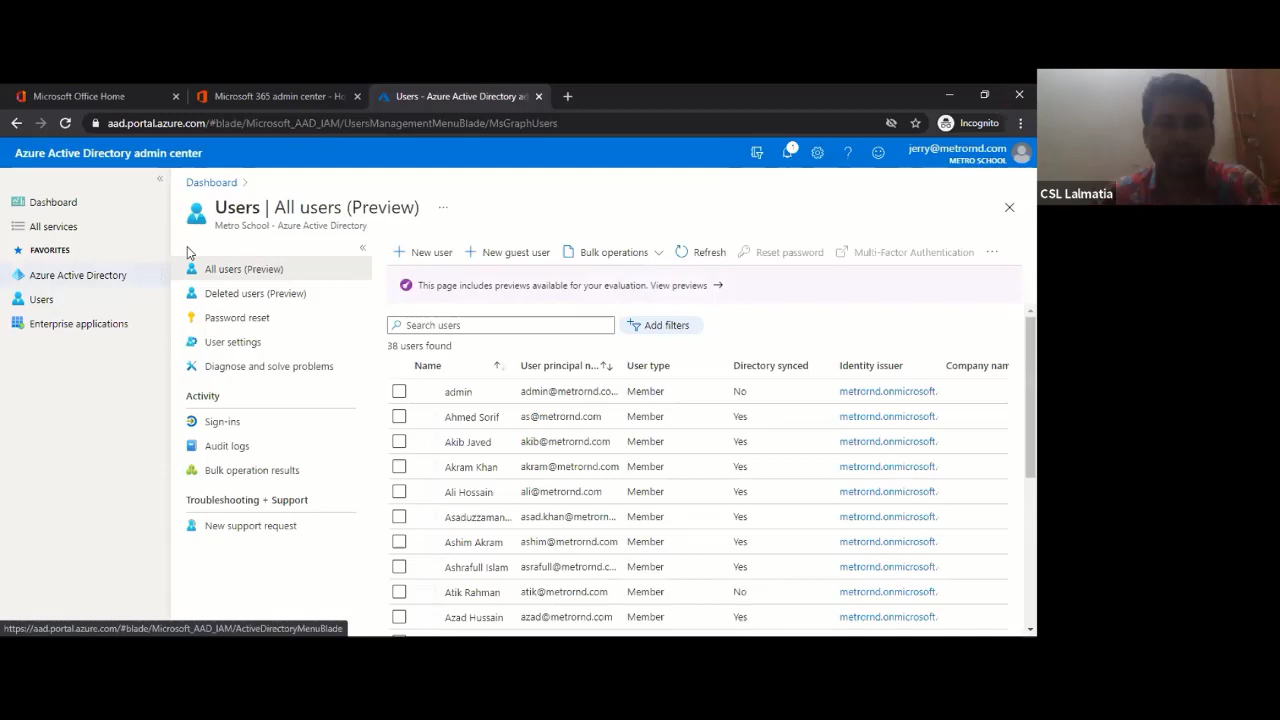 Microsoft Office Home
Microsoft 365 admin center - Ho
Users - Azure Active Directory ad
aad.portal.azure.com/#blade/Microsoft_AAD_IAM/UsersManagementMenuBlade/MsGraphUsers
Incognito
Azure Active Directory admin center
1
jerry@metrornd.com
METRO SCHOOL
CSL Lalmatia
Dashboard
All services
FAVORITES
Azure Active Directory
Users
Enterprise applications
Dashboard >
Users | All users (Preview) ...
Metro School - Azure Active Directory
All users (Preview)
Deleted users (Preview)
Password reset
User settings
Diagnose and solve problems
Activity
Sign-ins
Audit logs
Bulk operation results
Troubleshooting + Support
New support request
+ New user
+ New guest user
Bulk operations
Refresh
Reset password
Multi-Factor Authentication
...
This page includes previews available for your evaluation. View previews →
Search users
Add filters
38 users found
Name User principal n... User type Directory synced Identity issuer Company nam
admin admin@metrornd.co... Member No metrornd.onmicrosoft.
Ahmed Sorif as@metrornd.com Member Yes metrornd.onmicrosoft.
Akib Javed akib@metrornd.com Member Yes metrornd.onmicrosoft.
Akram Khan akram@metrornd.com Member Yes metrornd.onmicrosoft.
Ali Hossain ali@metrornd.com Member Yes metrornd.onmicrosoft.
Asaduzzaman... asad.khan@metrorn... Member Yes metrornd.onmicrosoft.
Ashim Akram ashim@metrornd.com Member Yes metrornd.onmicrosoft.
Ashrafull Islam asrafull@metrornd.c... Member Yes metrornd.onmicrosoft.
Atik Rahman atik@metrornd.com Member No metrornd.onmicrosoft.
Azad Hussain azad@metrornd.com Member Yes metrornd.onmicrosoft.
https://aad.portal.azure.com/#blade/Microsoft_AAD_IAM/ActiveDirectoryMenuBlade